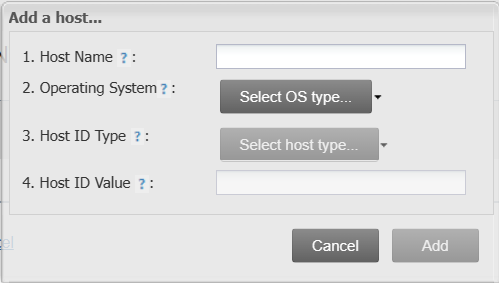 Add a host...
1. Host Name ? :
2. Operating System ? :
Select OS type...
3. Host ID Type ? :
Select host type...
4. Host ID Value ? :
Cancel
Add